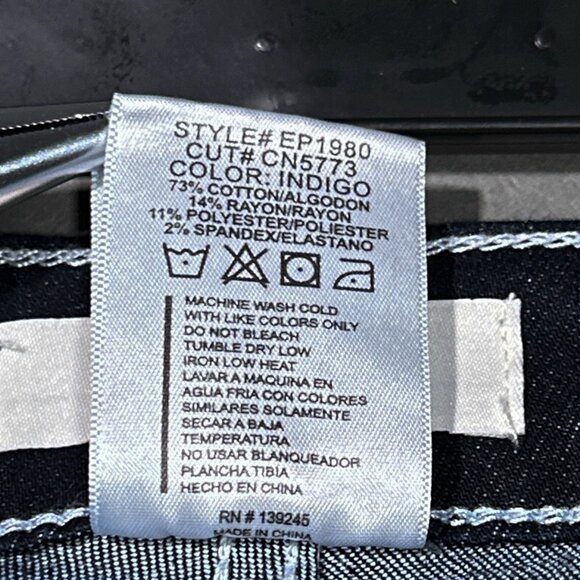 STYLE# EP1980
CUT# CN5773
COLOR: INDIGO
73% COTTON/ALGODON
14% RAYON/RAYON
11% POLYESTER/POLIESTER
2% SPANDEX/ELASTANO
MACHINE WASH COLD
WITH LIKE COLORS ONLY
DO NOT BLEACH
TUMBLE DRY LOW
IRON LOW HEAT
LAVAR A MAQUINA EN
AGUA FRIA CON COLORES
SIMILARES SOLAMENTE
SECAR A BAJA
TEMPERATURA
NO USAR BLANQUEADOR
PLANCHA TIBIA
HECHO EN CHINA
RN # 139245
MADE IN CHINA